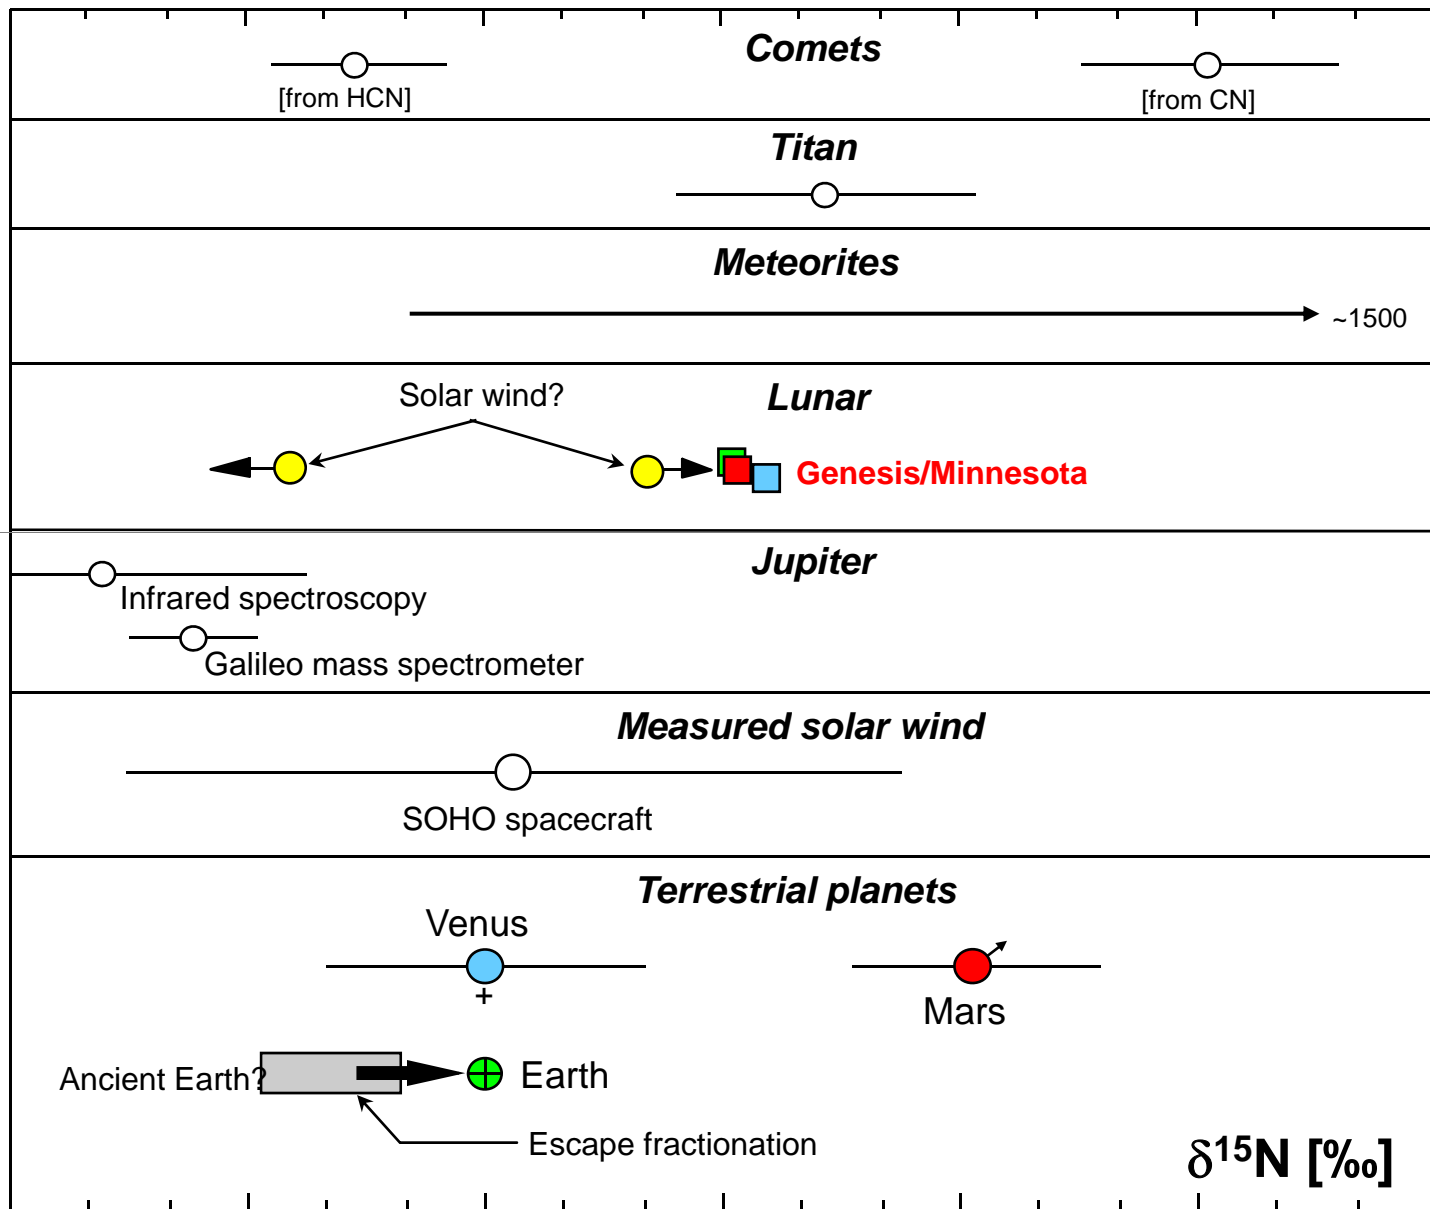 Comets
[from HCN]
[from CN]
Titan
Meteorites
~1500
Solar wind?
Lunar
Genesis/Minnesota
Jupiter
Infrared spectroscopy
Galileo mass spectrometer
Measured solar wind
SOHO spacecraft
Terrestrial planets
Venus
Mars
Ancient Earth?
Earth
Escape fractionation
δ¹⁵N [‰]